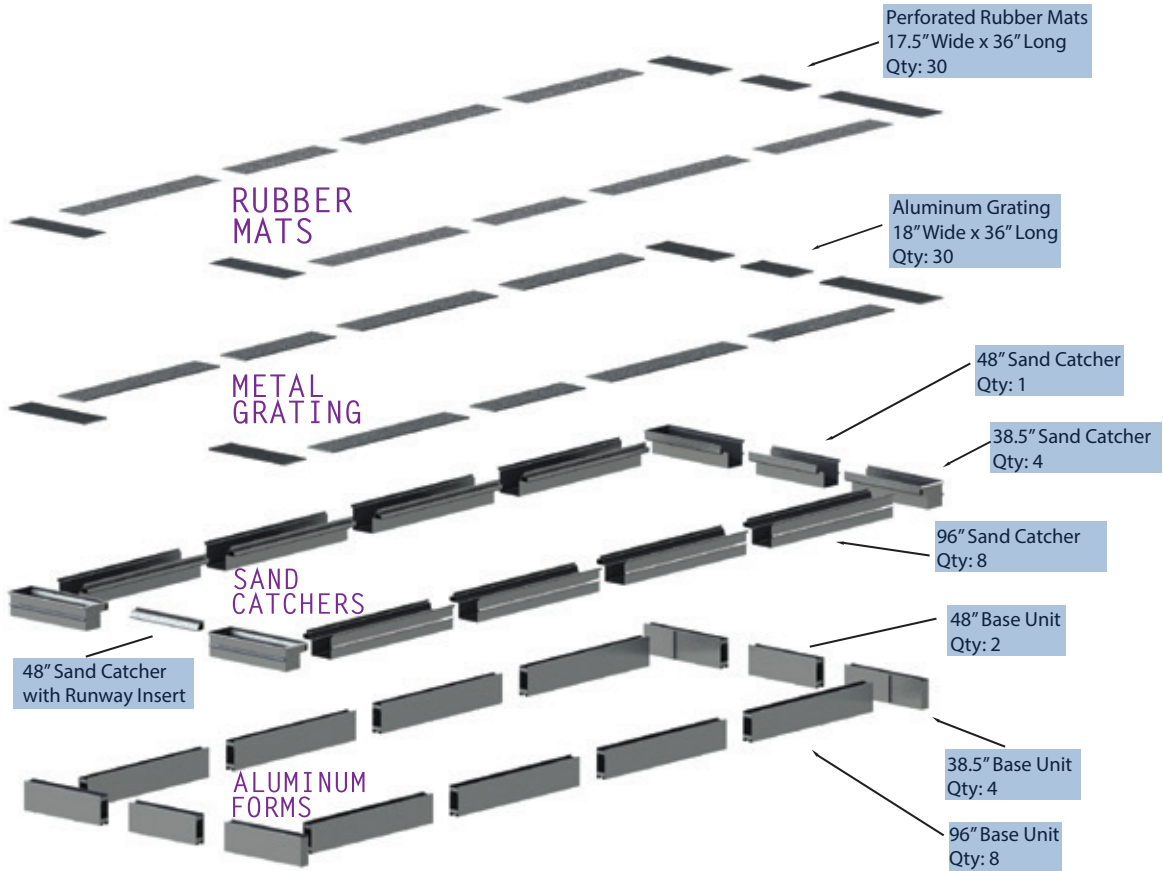 Perforated Rubber Mats
17.5” Wide x 36” Long
Qty: 30
RUBBER
MATS
Aluminum Grating
18” Wide x 36” Long
Qty: 30
METAL
GRATING
48” Sand Catcher
Qty: 1
38.5” Sand Catcher
Qty: 4
96” Sand Catcher
Qty: 8
SAND
CATCHERS
48” Sand Catcher
with Runway Insert
48” Base Unit
Qty: 2
38.5” Base Unit
Qty: 4
ALUMINUM
FORMS
96” Base Unit
Qty: 8